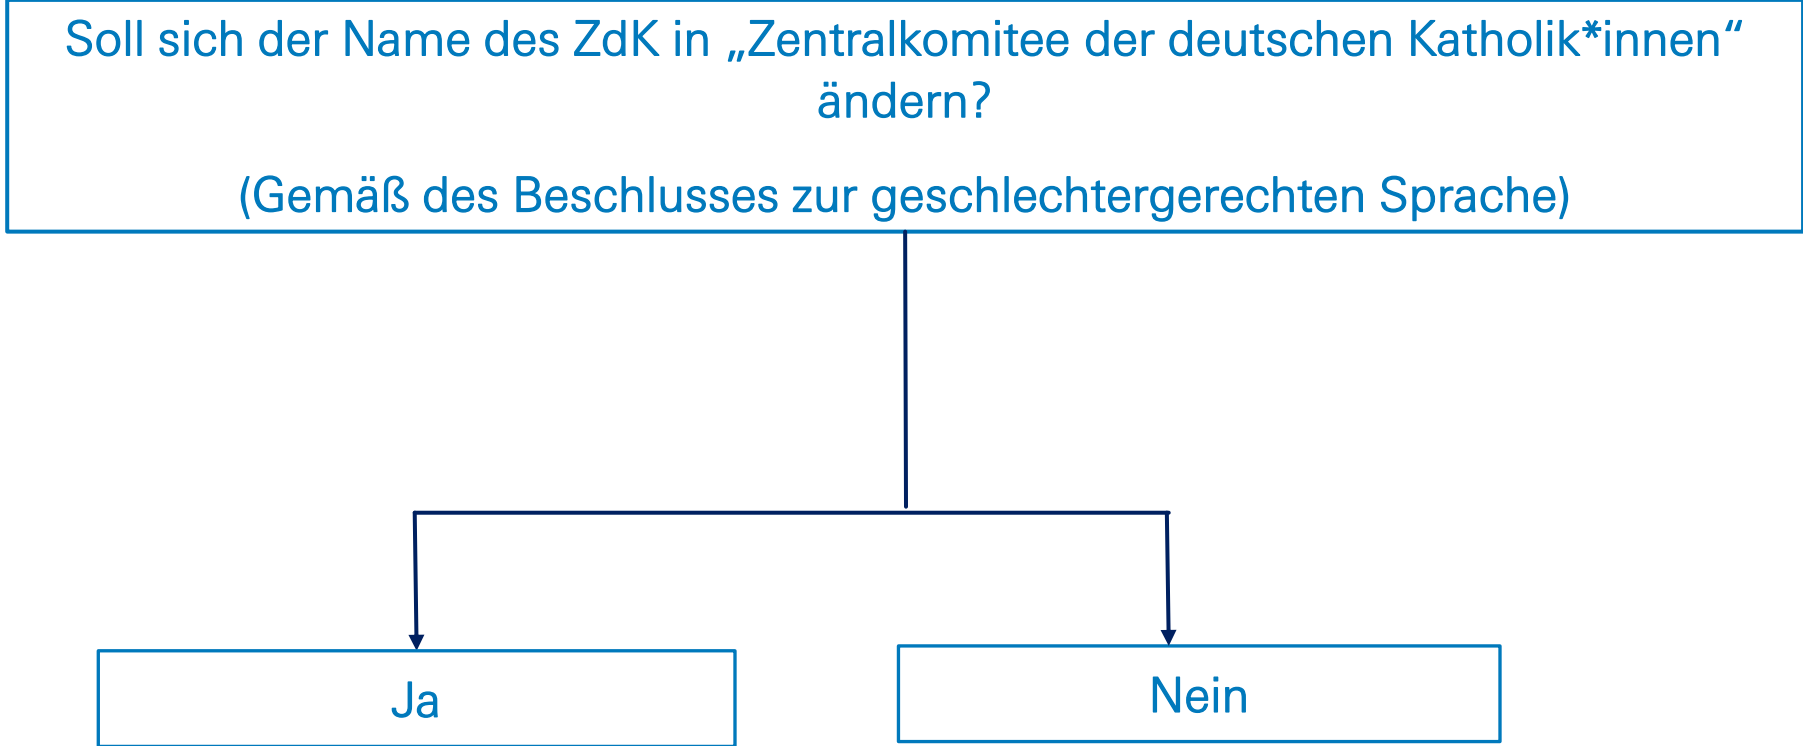 Soll sich der Name des ZdK in „Zentralkomitee der deutschen Katholik*innen“
ändern?
(Gemäß des Beschlusses zur geschlechtergerechten Sprache)
Ja
Nein